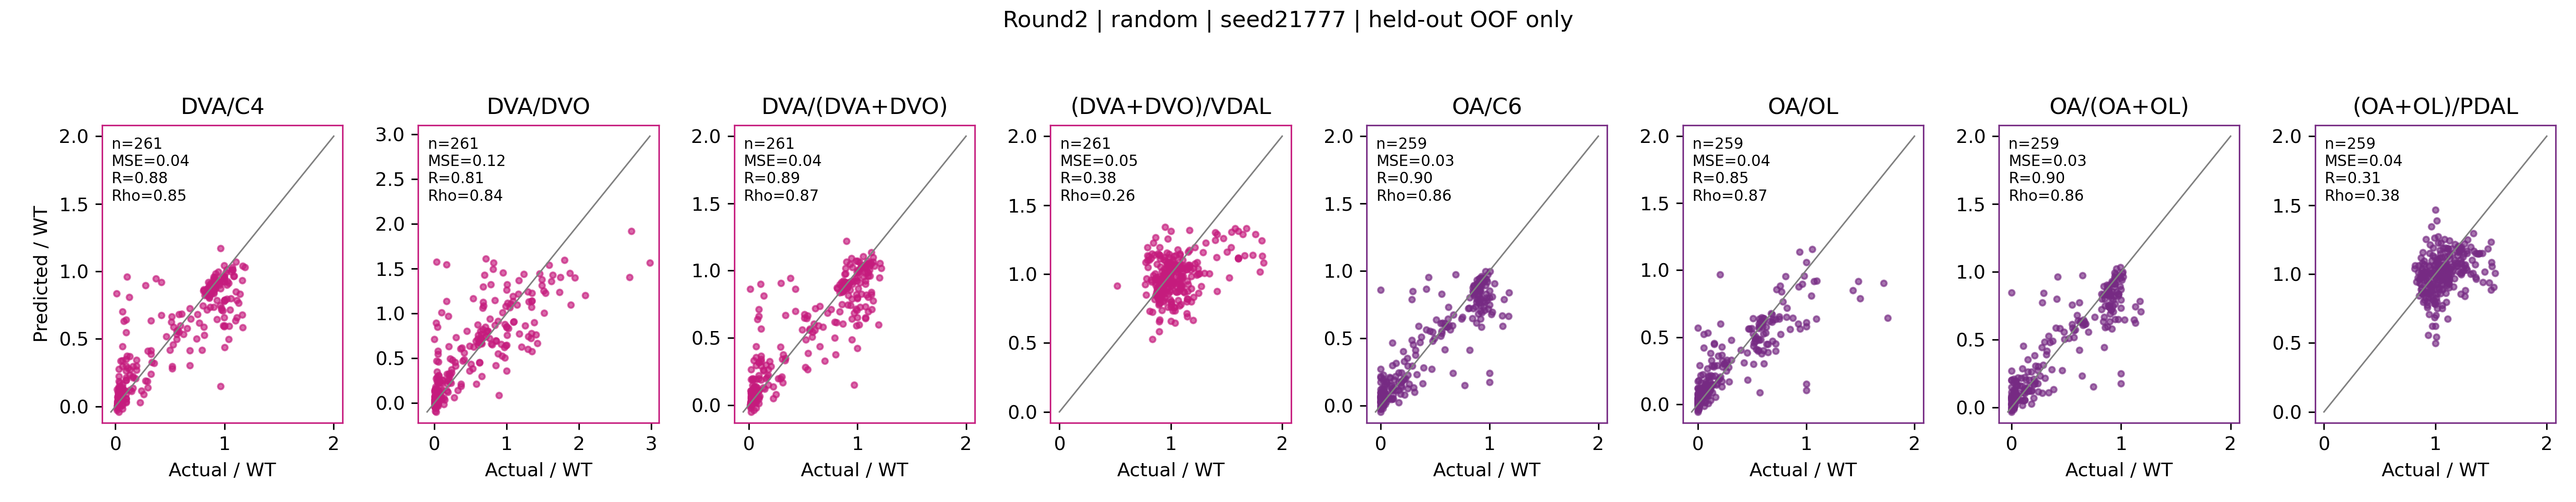 Round2 | random | seed21777 | held-out OOF only
DVA/C4
n=261
MSE=0.04
R=0.88
Rho=0.85
2.0
1.5
1.0
0.5
0.0
0
1
2
Predicted / WT
Actual / WT
DVA/DVO
n=261
MSE=0.12
R=0.81
Rho=0.84
3.0
2.5
2.0
1.5
1.0
0.5
0.0
0
1
2
3
Actual / WT
DVA/(DVA+DVO)
n=261
MSE=0.04
R=0.89
Rho=0.87
2.0
1.5
1.0
0.5
0.0
0
1
2
Actual / WT
(DVA+DVO)/VDAL
n=261
MSE=0.05
R=0.38
Rho=0.26
2.0
1.5
1.0
0.5
0.0
0
1
2
Actual / WT
OA/C6
n=259
MSE=0.03
R=0.90
Rho=0.86
2.0
1.5
1.0
0.5
0.0
0
1
2
Actual / WT
OA/OL
n=259
MSE=0.04
R=0.85
Rho=0.87
2.0
1.5
1.0
0.5
0.0
0
1
2
Actual / WT
OA/(OA+OL)
n=259
MSE=0.03
R=0.90
Rho=0.86
2.0
1.5
1.0
0.5
0.0
0
1
2
Actual / WT
(OA+OL)/PDAL
n=259
MSE=0.04
R=0.31
Rho=0.38
2.0
1.5
1.0
0.5
0.0
0
1
2
Actual / WT